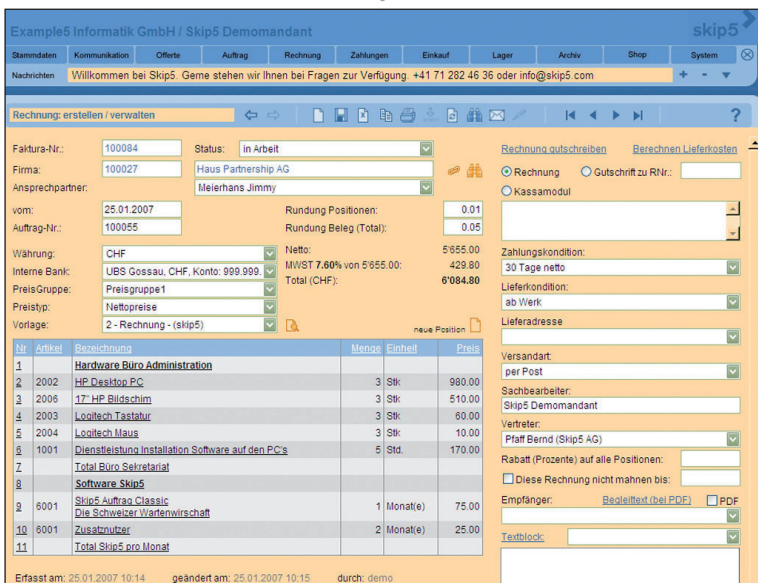 Example5 Informatik GmbH / Skip5 Demomandant
skip5
Stammdaten Kommunikation Offerte Auftrag Rechnung Zahlungen Einkauf Lager Archiv Shop System
Nachrichten Willkommen bei Skip5. Gerne stehen wir Ihnen bei Fragen zur Verfügung. +41 71 282 46 36 oder info@skip5.com + -
Rechnung: erstellen / verwalten ?
Faktura-Nr.: 100084 Status: in Arbeit
Firma: 100027 Haus Partnership AG
Ansprechpartner: Meierhans Jimmy
vom: 25.01.2007 Rundung Positionen: 0.01
Auftrag-Nr.: 100055 Rundung Beleg (Total): 0.05
Währung: CHF Netto: 5'655.00
Interne Bank: UBS Gossau, CHF, Konto: 999.999. MWST 7.60% von 5'655.00: 429.80
PreisGruppe: Preisgruppe1 Total (CHF): 6'084.80
Preistyp: Nettopreise
Vorlage: 2 - Rechnung - (skip5) neue Position
Nr Artikel Bezeichnung Menge Einheit Preis
1 Hardware Büro Administration
2 2002 HP Desktop PC 3 Stk 980.00
3 2006 17" HP Bildschim 3 Stk 510.00
4 2003 Logitech Tastatur 3 Stk 60.00
5 2004 Logitech Maus 3 Stk 10.00
6 1001 Dienstleistung Installation Software auf den PC's 5 Std. 170.00
7 Total Büro Sekretariat
8 Software Skip5
9 6001 Skip5 Auftrag Classic 1 Monat(e) 75.00
Die Schweizer Wartenwirschaft
10 6001 Zusatznutzer 2 Monat(e) 25.00
11 Total Skip5 pro Monat
Erfasst am: 25.01.2007 10:14 geändert am: 25.01.2007 10:15 durch: demo
Rechnung gutschreiben Berechnen Lieferkosten
Rechnung Gutschrift zu RNr.:
Kassamodul
Zahlungskondition:
30 Tage netto
Lieferkondition:
ab Werk
Lieferadresse
Versandart:
per Post
Sachbearbeiter:
Skip5 Demomandant
Vertreter:
Pfaff Bernd (Skip5 AG)
Rabatt (Prozente) auf alle Positionen:
Diese Rechnung nicht mahnen bis:
Empfänger: Begleittext (bei PDF) PDF
Textblock: